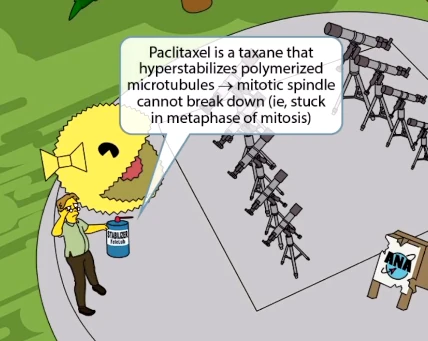 Paclitaxel is a taxane that
hyperstabilizes polymerized
microtubules → mitotic spindle
cannot break down (ie, stuck
in metaphase of mitosis)
STABILIZER
ANA